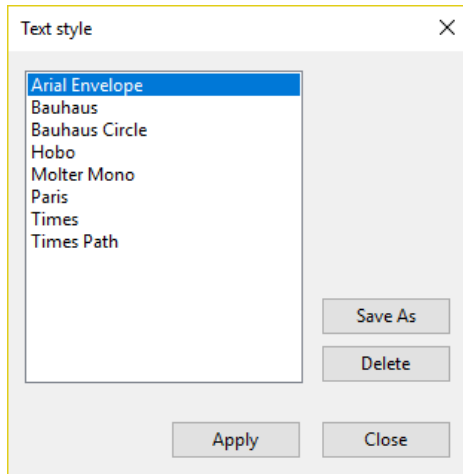 Text style
Arial Envelope
Bauhaus
Bauhaus Circle
Hobo
Molter Mono
Paris
Times
Times Path
Save As
Delete
Apply
Close